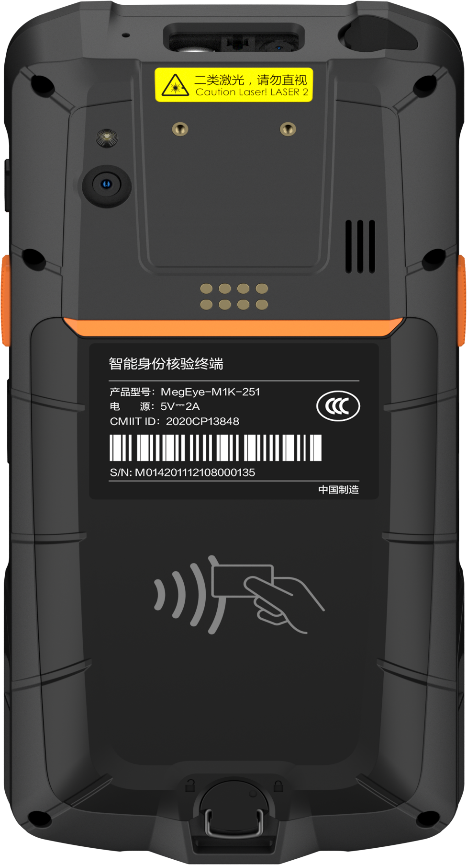 二类激光，请勿直视
Caution Laser! LASER 2
智能身份核验终端
产品型号：MegEye-M1K-251
电 源：5V⎓2A
CMIIT ID：2020CP13848
CCC
S/N: M014201112108000135
中国制造